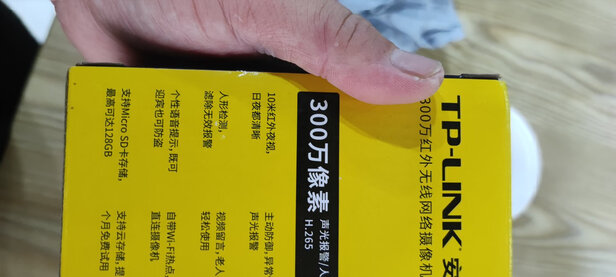 TP-LINK 安
300万红外无线网络摄像机
300万像素 声光报警/人
H.265
10米红外夜视,
日夜都清晰
主动防御,异常
声光报警
人形检测,
滤除无效报警
视频留言,老人
轻松使用
个性语音提示,既可
迎宾也可防盗
自带Wi-Fi热点,
直连摄像机
支持Micro SD卡存储,
最高可达128GB
支持云存储,提
个月免费试用